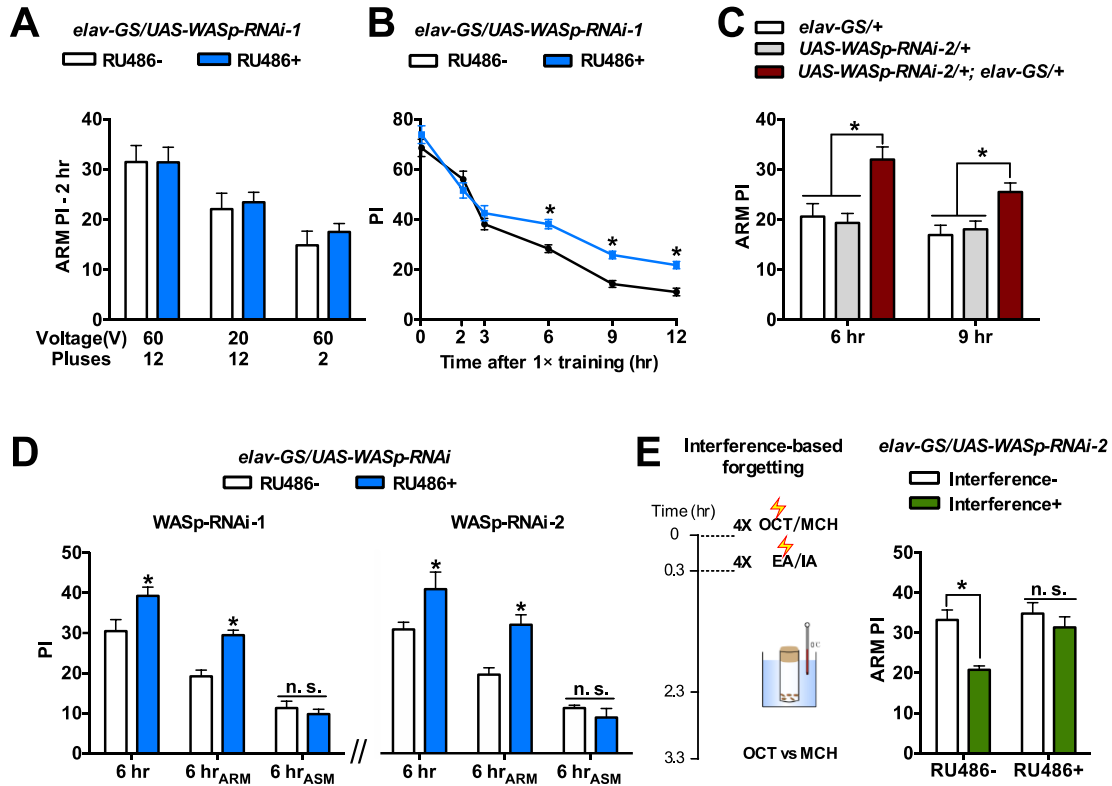 A
elav-GS/UAS-WASp-RNAi-1
RU486- RU486+
ARM PI - 2 hr
40
30
20
10
0
Voltage(V) 60 20 60
Pluses 12 12 2
B
elav-GS/UAS-WASp-RNAi-1
RU486- RU486+
PI
80
60
40
20
0
* * *
0 2 3 6 9 12
Time after 1× training (hr)
C
elav-GS/+
UAS-WASp-RNAi-2/+
UAS-WASp-RNAi-2/+; elav-GS/+
ARM PI
40
30
20
10
0
* *
6 hr 9 hr
D
elav-GS/UAS-WASp-RNAi
RU486- RU486+
WASp-RNAi-1 WASp-RNAi-2
PI
50
40
30
20
10
0
* * n. s. * * n. s.
6 hr 6 hrARM 6 hrASM // 6 hr 6 hrARM 6 hrASM
E
Interference-based
forgetting
Time (hr)
0 4X OCT/MCH
0.3 4X EA/IA
0 C
2.3
3.3 OCT vs MCH
elav-GS/UAS-WASp-RNAi-2
Interference-
Interference+
ARM PI
50
40
30
20
10
0
* n. s.
RU486- RU486+